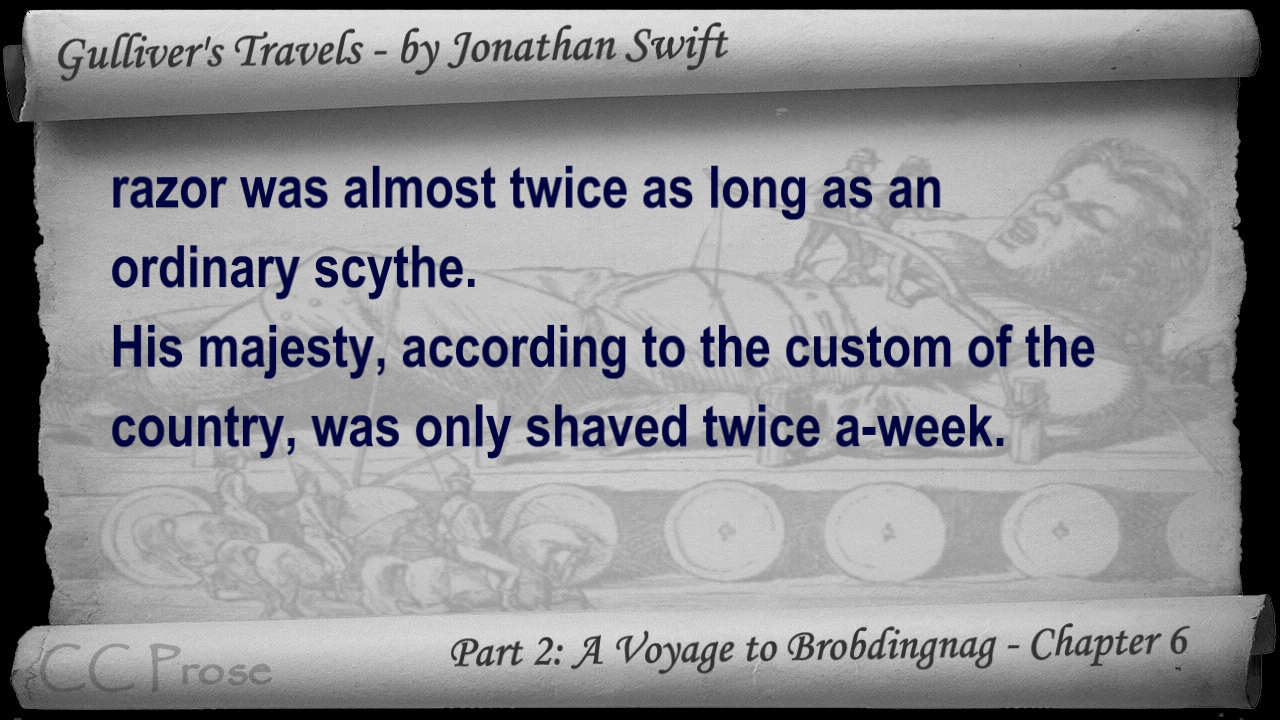 Gulliver's Travels - by Jonathan Swift
razor was almost twice as long as an
ordinary scythe.
His majesty, according to the custom of the
country, was only shaved twice a-week.
Part 2: A Voyage to Brobdingnag - Chapter 6
CC Prose